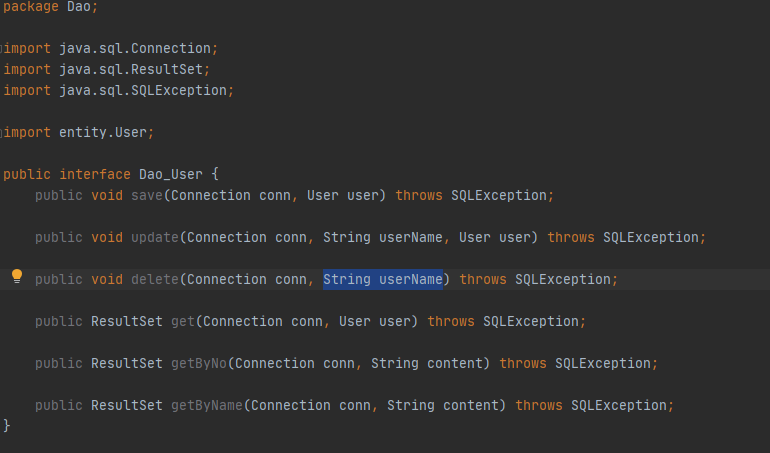 package Dao;
import java.sql.Connection;
import java.sql.ResultSet;
import java.sql.SQLException;
import entity.User;
public interface Dao_User {
public void save(Connection conn, User user) throws SQLException;
public void update(Connection conn, String userName, User user) throws SQLException;
public void delete(Connection conn, String userName) throws SQLException;
public ResultSet get(Connection conn, User user) throws SQLException;
public ResultSet getByNo(Connection conn, String content) throws SQLException;
public ResultSet getByName(Connection conn, String content) throws SQLException;
}